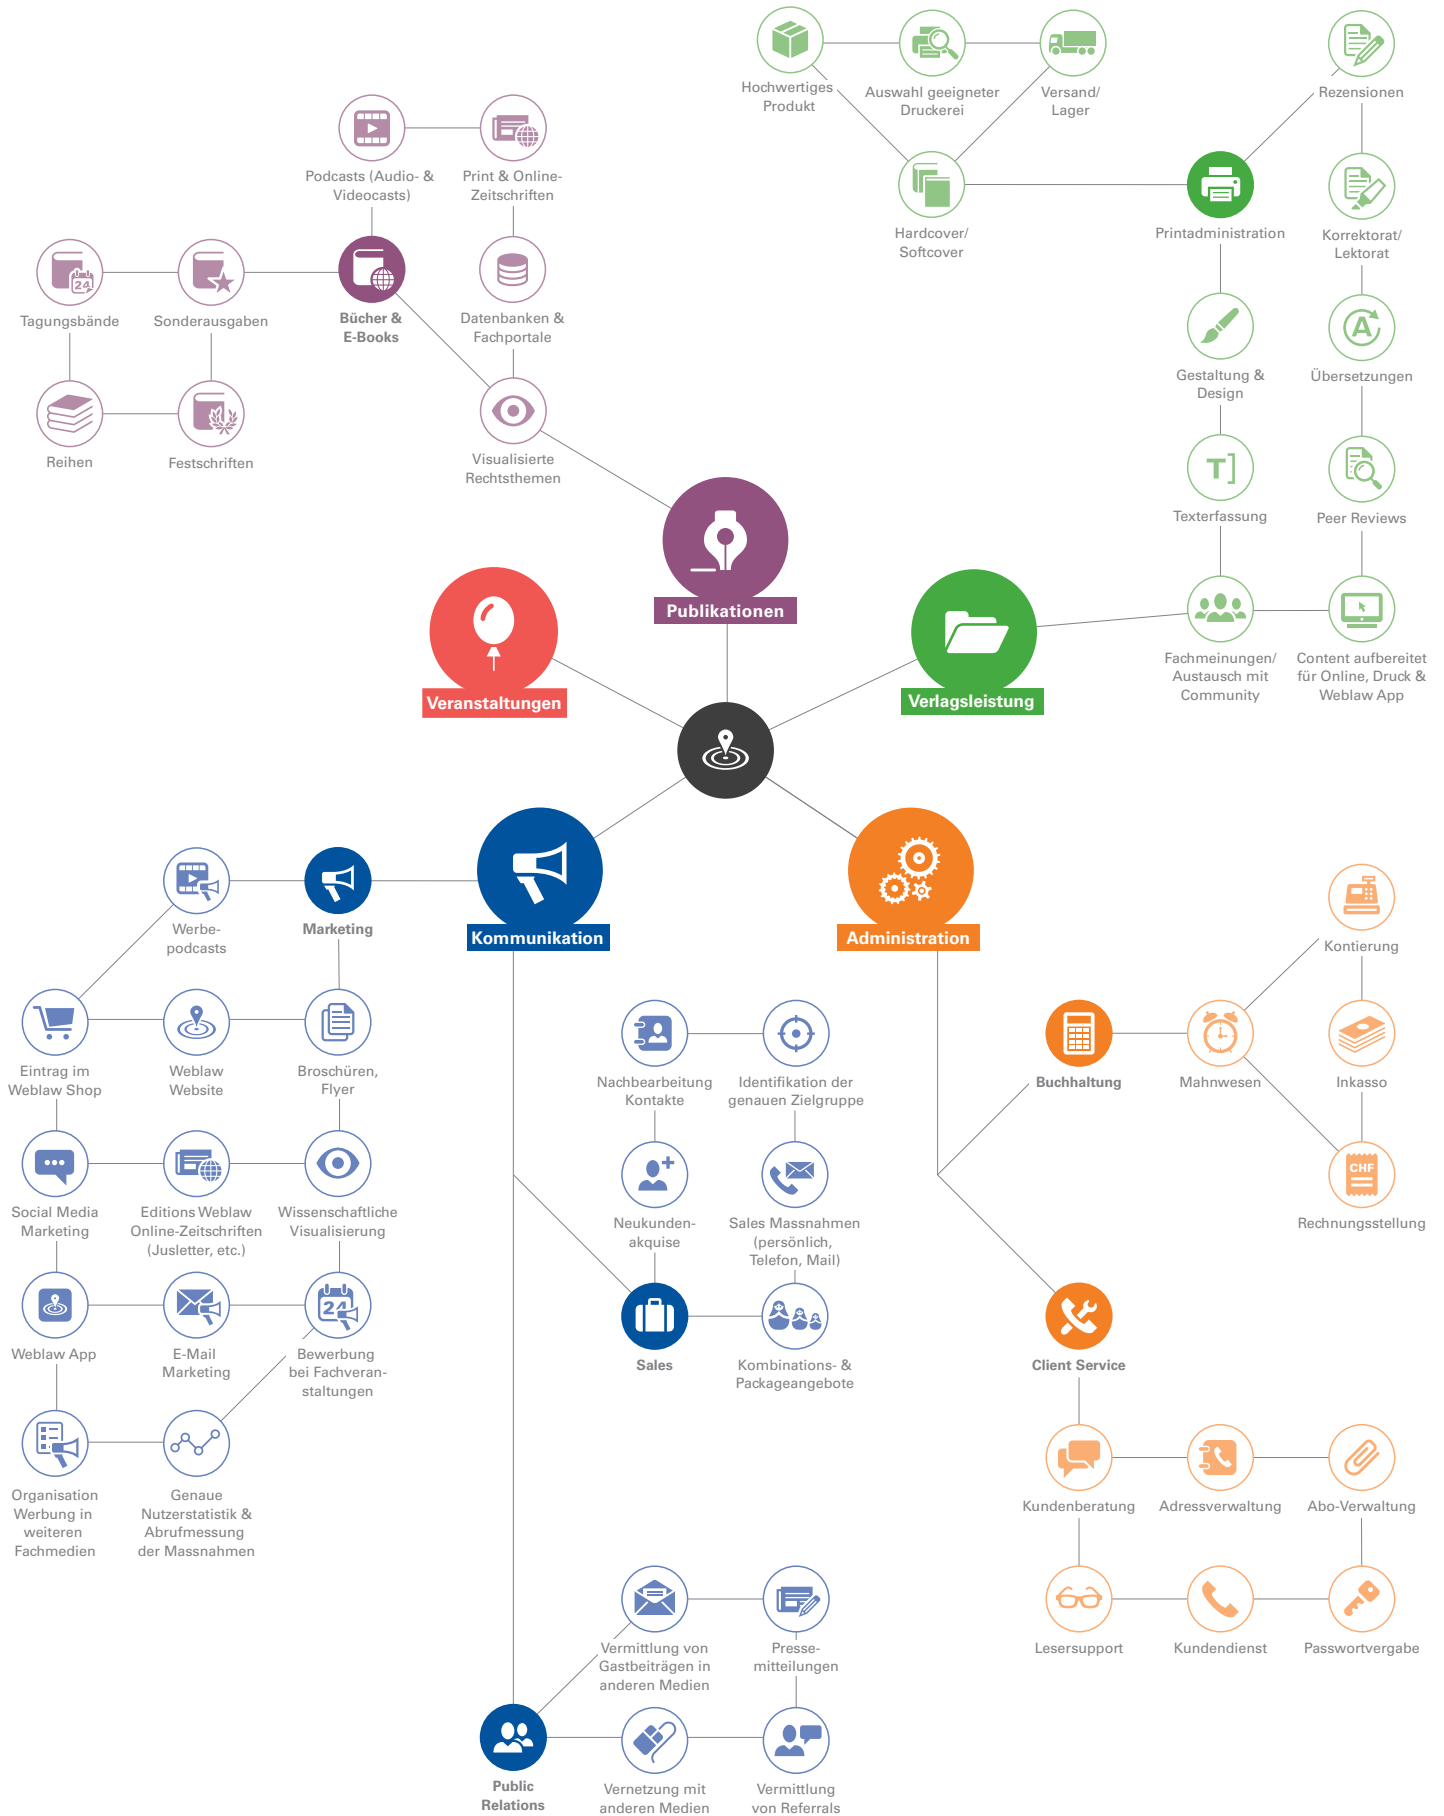 Hochwertiges
Produkt
Auswahl geeigneter
Druckerei
Versand/
Lager
Rezensionen
Podcasts (Audio- &
Videocasts)
Print & Online-
Zeitschriften
Hardcover/
Softcover
Printadministration
Korrektorat/
Lektorat
24
Tagungsbände
Sonderausgaben
Bücher &
E-Books
Datenbanken &
Fachportale
A
Gestaltung &
Design
Übersetzungen
Reihen
Festschriften
Visualisierte
Rechtsthemen
T]
Texterfassung
Peer Reviews
Publikationen
Veranstaltungen
Verlagsleistung
Fachmeinungen/
Austausch mit
Community
Content aufbereitet
für Online, Druck &
Weblaw App
Kommunikation
Administration
Werbe-
podcasts
Marketing
Kontierung
Eintrag im
Weblaw Shop
Weblaw
Website
Broschüren,
Flyer
Nachbearbeitung
Kontakte
Identifikation der
genauen Zielgruppe
Buchhaltung
Mahnwesen
Inkasso
CHF
Rechnungsstellung
Social Media
Marketing
Editions Weblaw
Online-Zeitschriften
(Jusletter, etc.)
Wissenschaftliche
Visualisierung
Neukunden-
akquise
Sales Massnahmen
(persönlich,
Telefon, Mail)
24
Weblaw App
E-Mail
Marketing
Bewerbung
bei Fachveran-
staltungen
Sales
Kombinations- &
Packageangebote
Client Service
Organisation
Werbung in
weiteren
Fachmedien
Genaue
Nutzerstatistik &
Abrufmessung
der Massnahmen
Kundenberatung
Adressverwaltung
Abo-Verwaltung
Lesersupport
Kundendienst
Passwortvergabe
Vermittlung von
Gastbeiträgen in
anderen Medien
Presse-
mitteilungen
Public
Relations
Vernetzung mit
anderen Medien
Vermittlung
von Referrals